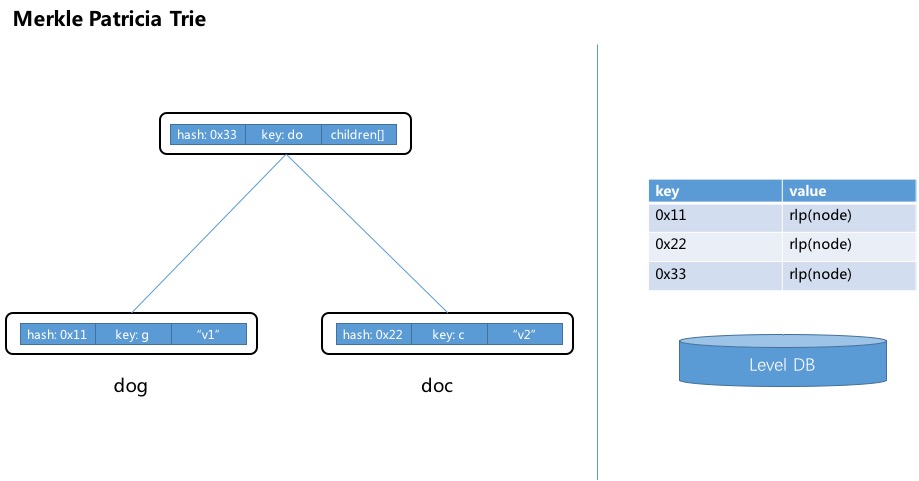 Merkle Patricia Trie
hash: 0x33 key: do children[]
hash: 0x11 key: g “v1”
hash: 0x22 key: c “v2”
dog
doc
key value
0x11 rlp(node)
0x22 rlp(node)
0x33 rlp(node)
Level DB